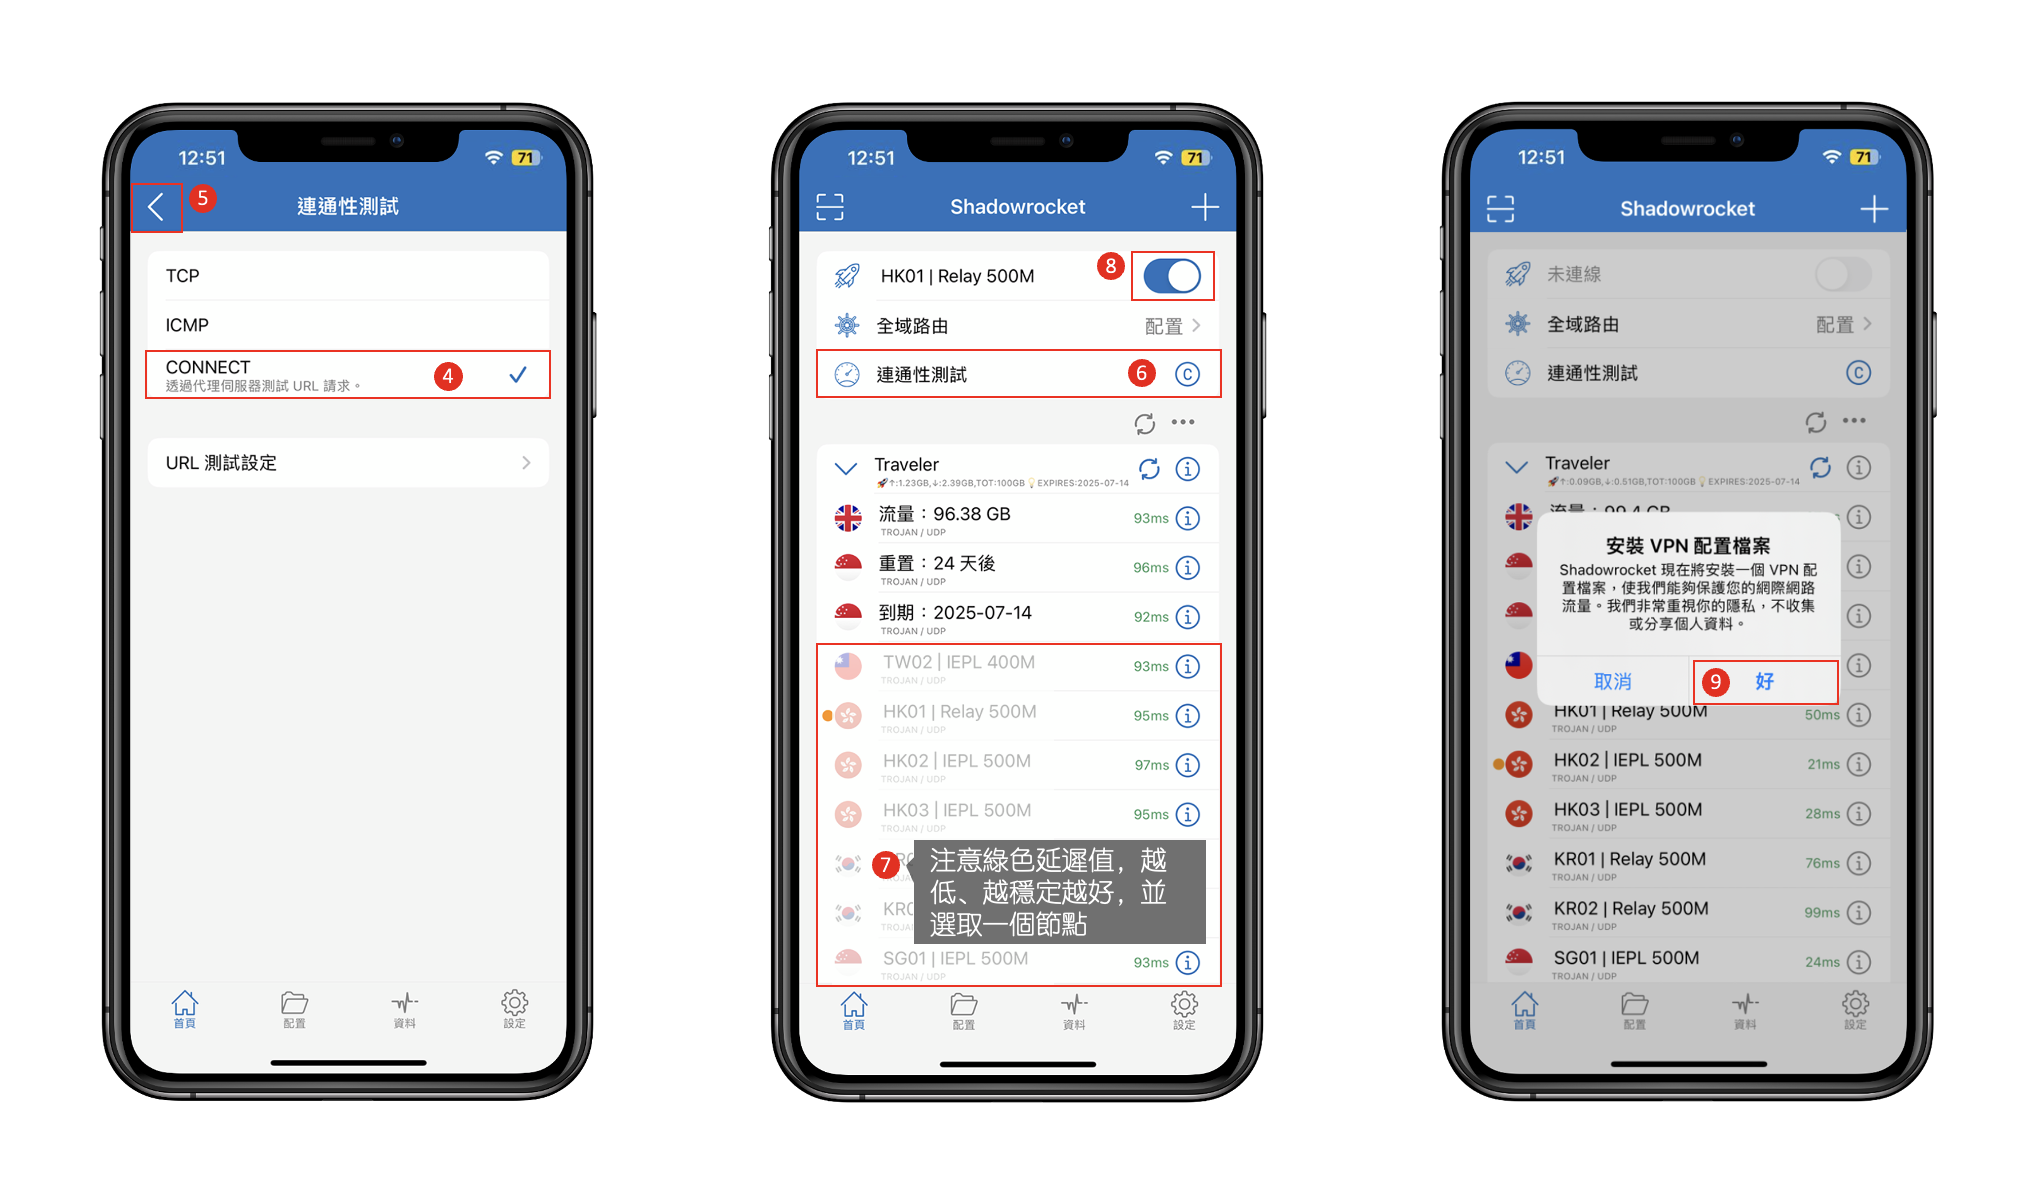 12:51
71
5
連通性測試
TCP
ICMP
CONNECT
透過代理伺服器測試 URL 請求。
4
URL 測試設定
首頁
配置
資料
設定
12:51
71
Shadowrocket
HK01 | Relay 500M
8
全域路由
配置
連通性測試
6
C
Traveler
↑:1.23GB,↓:2.39GB,TOT:100GB EXPIRES:2025-07-14
流量：96.38 GB
TROJAN / UDP
93ms
重置：24 天後
TROJAN / UDP
96ms
到期：2025-07-14
TROJAN / UDP
92ms
TW02 | IEPL 400M
TROJAN / UDP
93ms
HK01 | Relay 500M
TROJAN / UDP
95ms
HK02 | IEPL 500M
TROJAN / UDP
97ms
HK03 | IEPL 500M
TROJAN / UDP
95ms
7
注意綠色延遲值，越
低、越穩定越好，並
選取一個節點
SG01 | IEPL 500M
TROJAN / UDP
93ms
首頁
配置
資料
設定
12:51
71
Shadowrocket
未連線
全域路由
配置
連通性測試
C
Traveler
↑:0.09GB,↓:0.51GB,TOT:100GB EXPIRES:2025-07-14
安裝 VPN 配置檔案
Shadowrocket 現在將安裝一個 VPN 配
置檔案，使我們能夠保護您的網際網路
流量。我們非常重視你的隱私，不收集
或分享個人資料。
取消
9
好
HK01 | Relay 500M
TROJAN / UDP
50ms
HK02 | IEPL 500M
TROJAN / UDP
21ms
HK03 | IEPL 500M
TROJAN / UDP
28ms
KR01 | Relay 500M
TROJAN / UDP
76ms
KR02 | Relay 500M
TROJAN / UDP
99ms
SG01 | IEPL 500M
TROJAN / UDP
24ms
首頁
配置
資料
設定